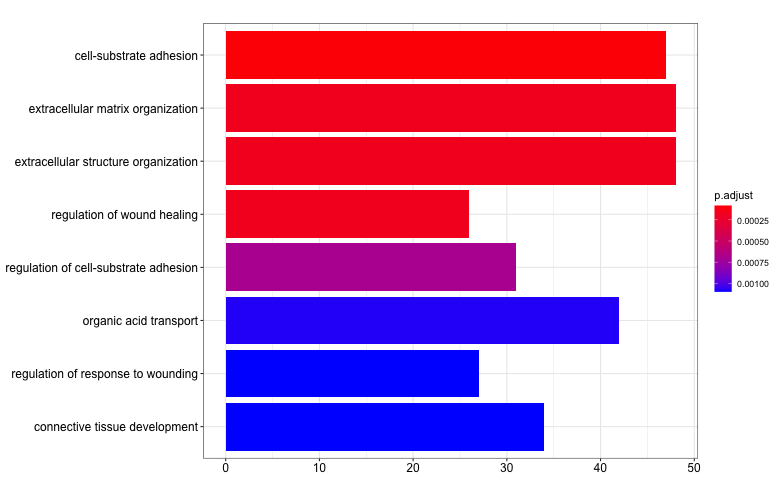 cell-substrate adhesion
extracellular matrix organization
extracellular structure organization
regulation of wound healing
regulation of cell-substrate adhesion
organic acid transport
regulation of response to wounding
connective tissue development
0 10 20 30 40 50
p.adjust
0.00025
0.00050
0.00075
0.00100